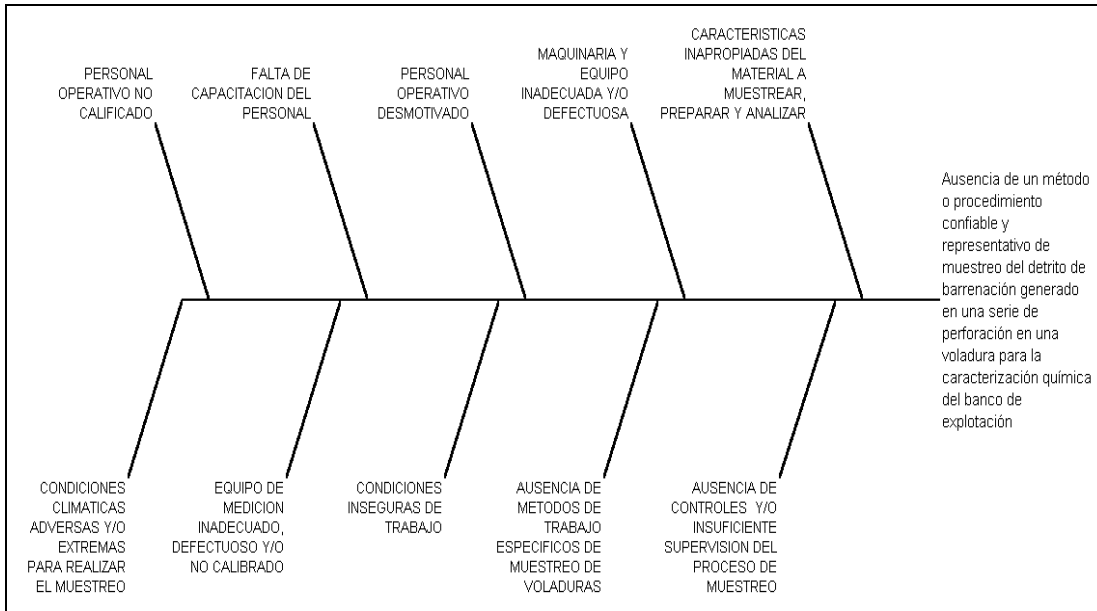 PERSONAL
OPERATIVO NO
CALIFICADO
FALTA DE
CAPACITACION DEL
PERSONAL
PERSONAL
OPERATIVO
DESMOTIVADO
MAQUINARIA Y
EQUIPO
INADECUADA Y/O
DEFECTUOSA
CARACTERISTICAS
INAPROPIADAS DEL
MATERIAL A
MUESTREAR,
PREPARAR Y ANALIZAR
Ausencia de un método
o procedimiento
confiable y
representativo de
muestreo del detrito de
barrenación generado
en una serie de
perforación en una
voladura para la
caracterización química
del banco de
explotación
CONDICIONES
CLIMATICAS
ADVERSAS Y/O
EXTREMAS
PARA REALIZAR
EL MUESTREO
EQUIPO DE
MEDICION
INADECUADO,
DEFECTUOSO Y/O
NO CALIBRADO
CONDICIONES
INSEGURAS DE
TRABAJO
AUSENCIA DE
METODOS DE
TRABAJO
ESPECIFICOS DE
MUESTREO DE
VOLADURAS
AUSENCIA DE
CONTROLES Y/O
INSUFICIENTE
SUPERVISION DEL
PROCESO DE
MUESTREO